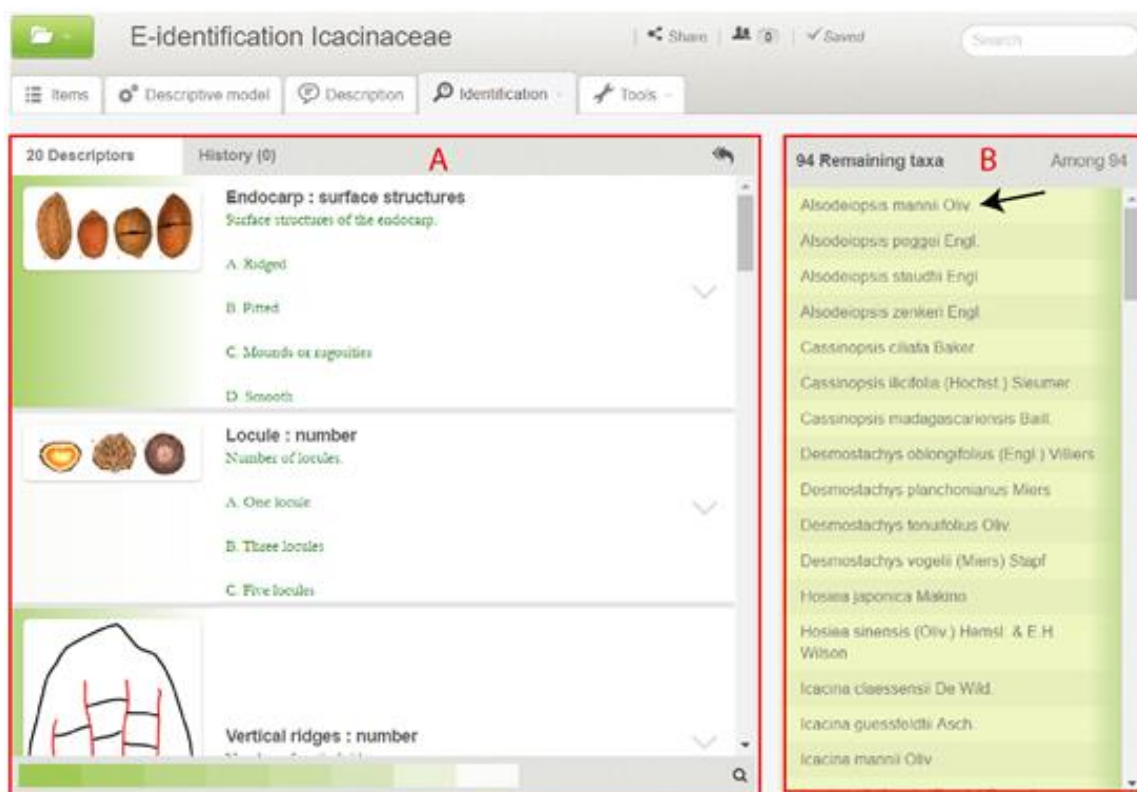 E-identification Icacinaceae
Share
0
Saved
Search
Items
Descriptive model
Description
Identification
Tools
20 Descriptors
History (0)
A
Endocarp : surface structures
Surface structures of the endocarp.
A. Ridged
B. Pitted
C. Mounds or rugosities
D. Smooth
Locule : number
Number of locules.
A. One locule
B. Three locules
C. Five locules
Vertical ridges : number
94 Remaining taxa
B
Among 94
Alsodeiopsis mannii Oliv.
Alsodeiopsis poggei Engl.
Alsodeiopsis staudtii Engl
Alsodeiopsis zenkeri Engl.
Cassinopsis ciliata Baker
Cassinopsis ilicifolia (Hochst.) Sleumer
Cassinopsis madagascariensis Baill.
Desmostachys oblongifolius (Engl.) Villiers
Desmostachys planchonianus Miers
Desmostachys tenuifolius Oliv.
Desmostachys vogelii (Miers) Stapf
Hosiea japonica Makino
Hosiea sinensis (Oliv.) Hemsl. & E.H.
Wilson
Icacina claessensii De Wild.
Icacina guessfeldtii Asch.
Icacina mannii Oliv